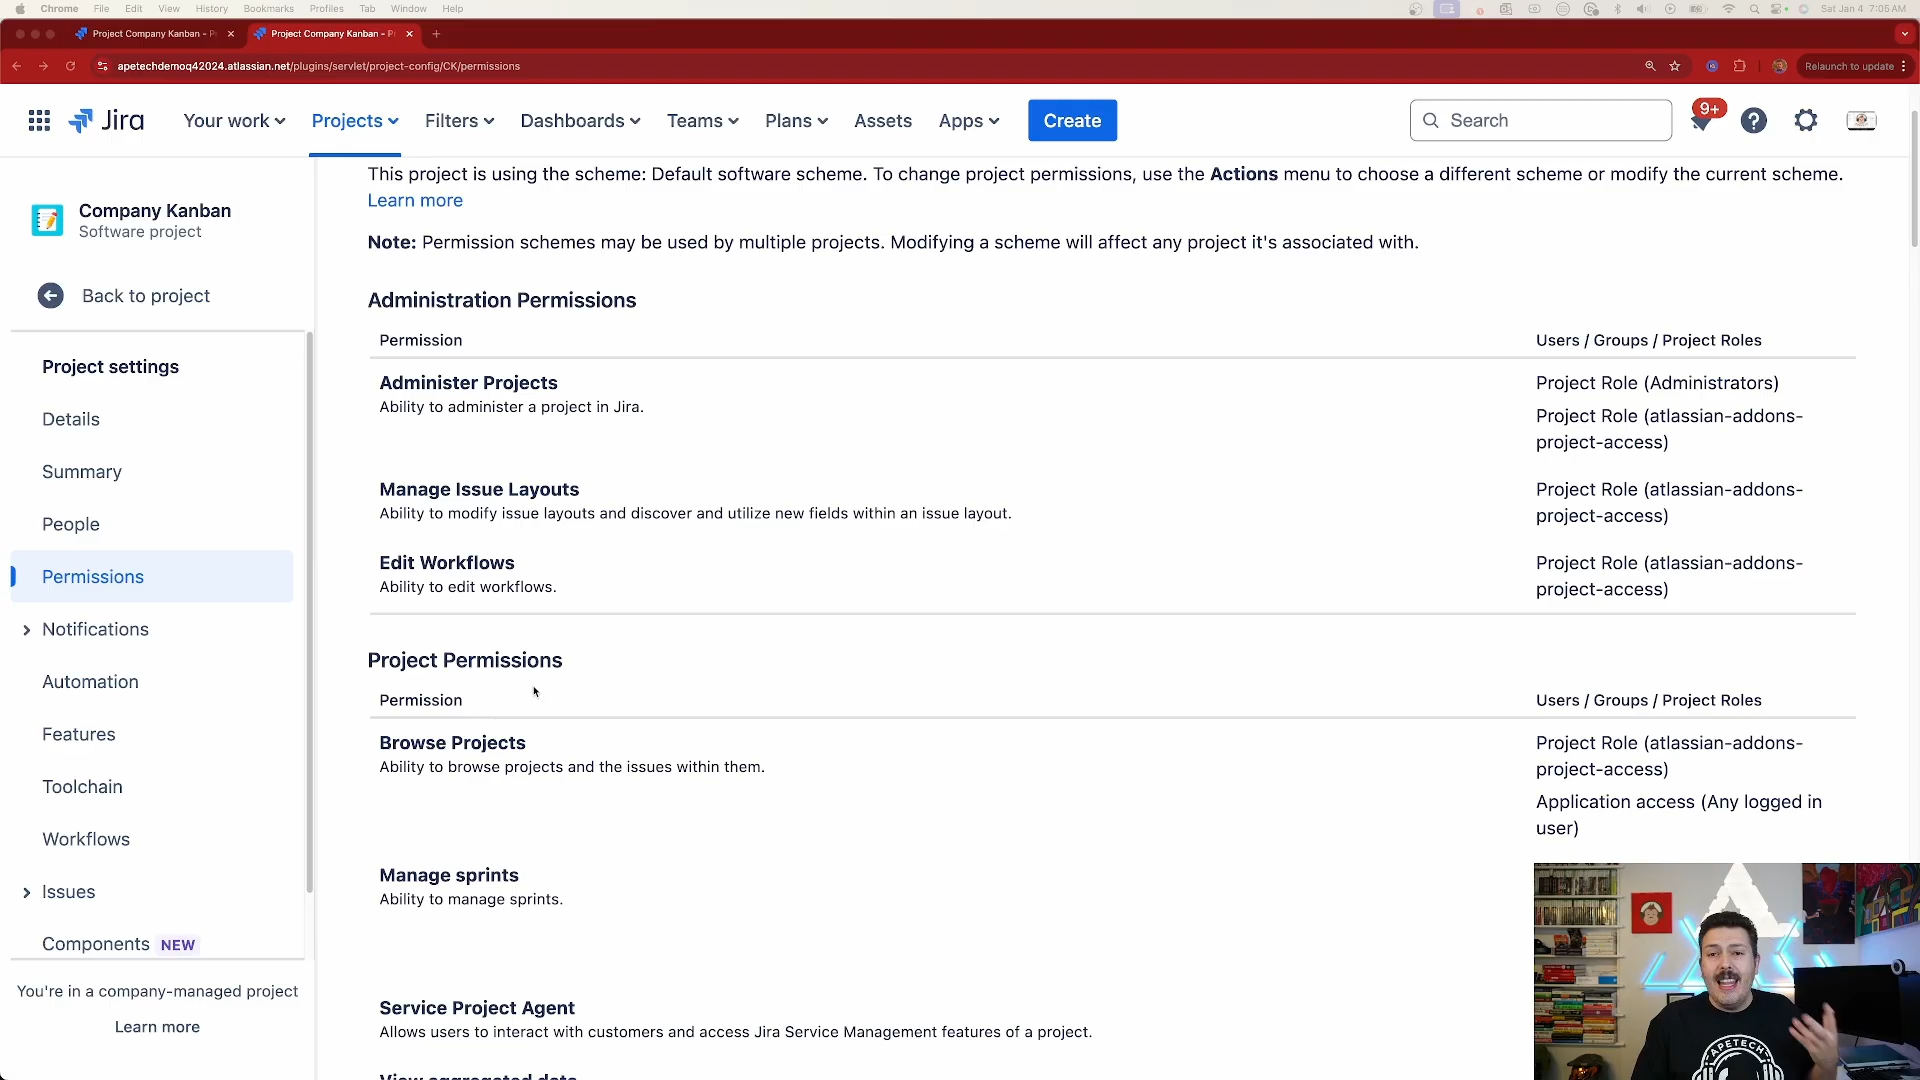 Chrome File Edit View History Bookmarks Profiles Tab Window Help Sat Jan 4 7:05 AM
Project Company Kanban - P
Project Company Kanban - P
apetechdemoq42024.atlassian.net/plugins/servlet/project-config/CK/permissions
Relaunch to update
Jira Your work Projects Filters Dashboards Teams Plans Assets Apps Create Search 9+
Company Kanban
Software project
Back to project
Project settings
Details
Summary
People
Permissions
Notifications
Automation
Features
Toolchain
Workflows
Issues
Components NEW
You're in a company-managed project
Learn more
This project is using the scheme: Default software scheme. To change project permissions, use the Actions menu to choose a different scheme or modify the current scheme.
Learn more
Note: Permission schemes may be used by multiple projects. Modifying a scheme will affect any project it's associated with.
Administration Permissions
Permission Users / Groups / Project Roles
Administer Projects Project Role (Administrators)
Ability to administer a project in Jira.
Project Role (atlassian-addons-
project-access)
Manage Issue Layouts Project Role (atlassian-addons-
Ability to modify issue layouts and discover and utilize new fields within an issue layout. project-access)
Edit Workflows Project Role (atlassian-addons-
Ability to edit workflows. project-access)
Project Permissions
Permission Users / Groups / Project Roles
Browse Projects Project Role (atlassian-addons-
Ability to browse projects and the issues within them. project-access)
Application access (Any logged in
user)
Manage sprints
Ability to manage sprints.
Service Project Agent
Allows users to interact with customers and access Jira Service Management features of a project.
View aggregated data
APETECH